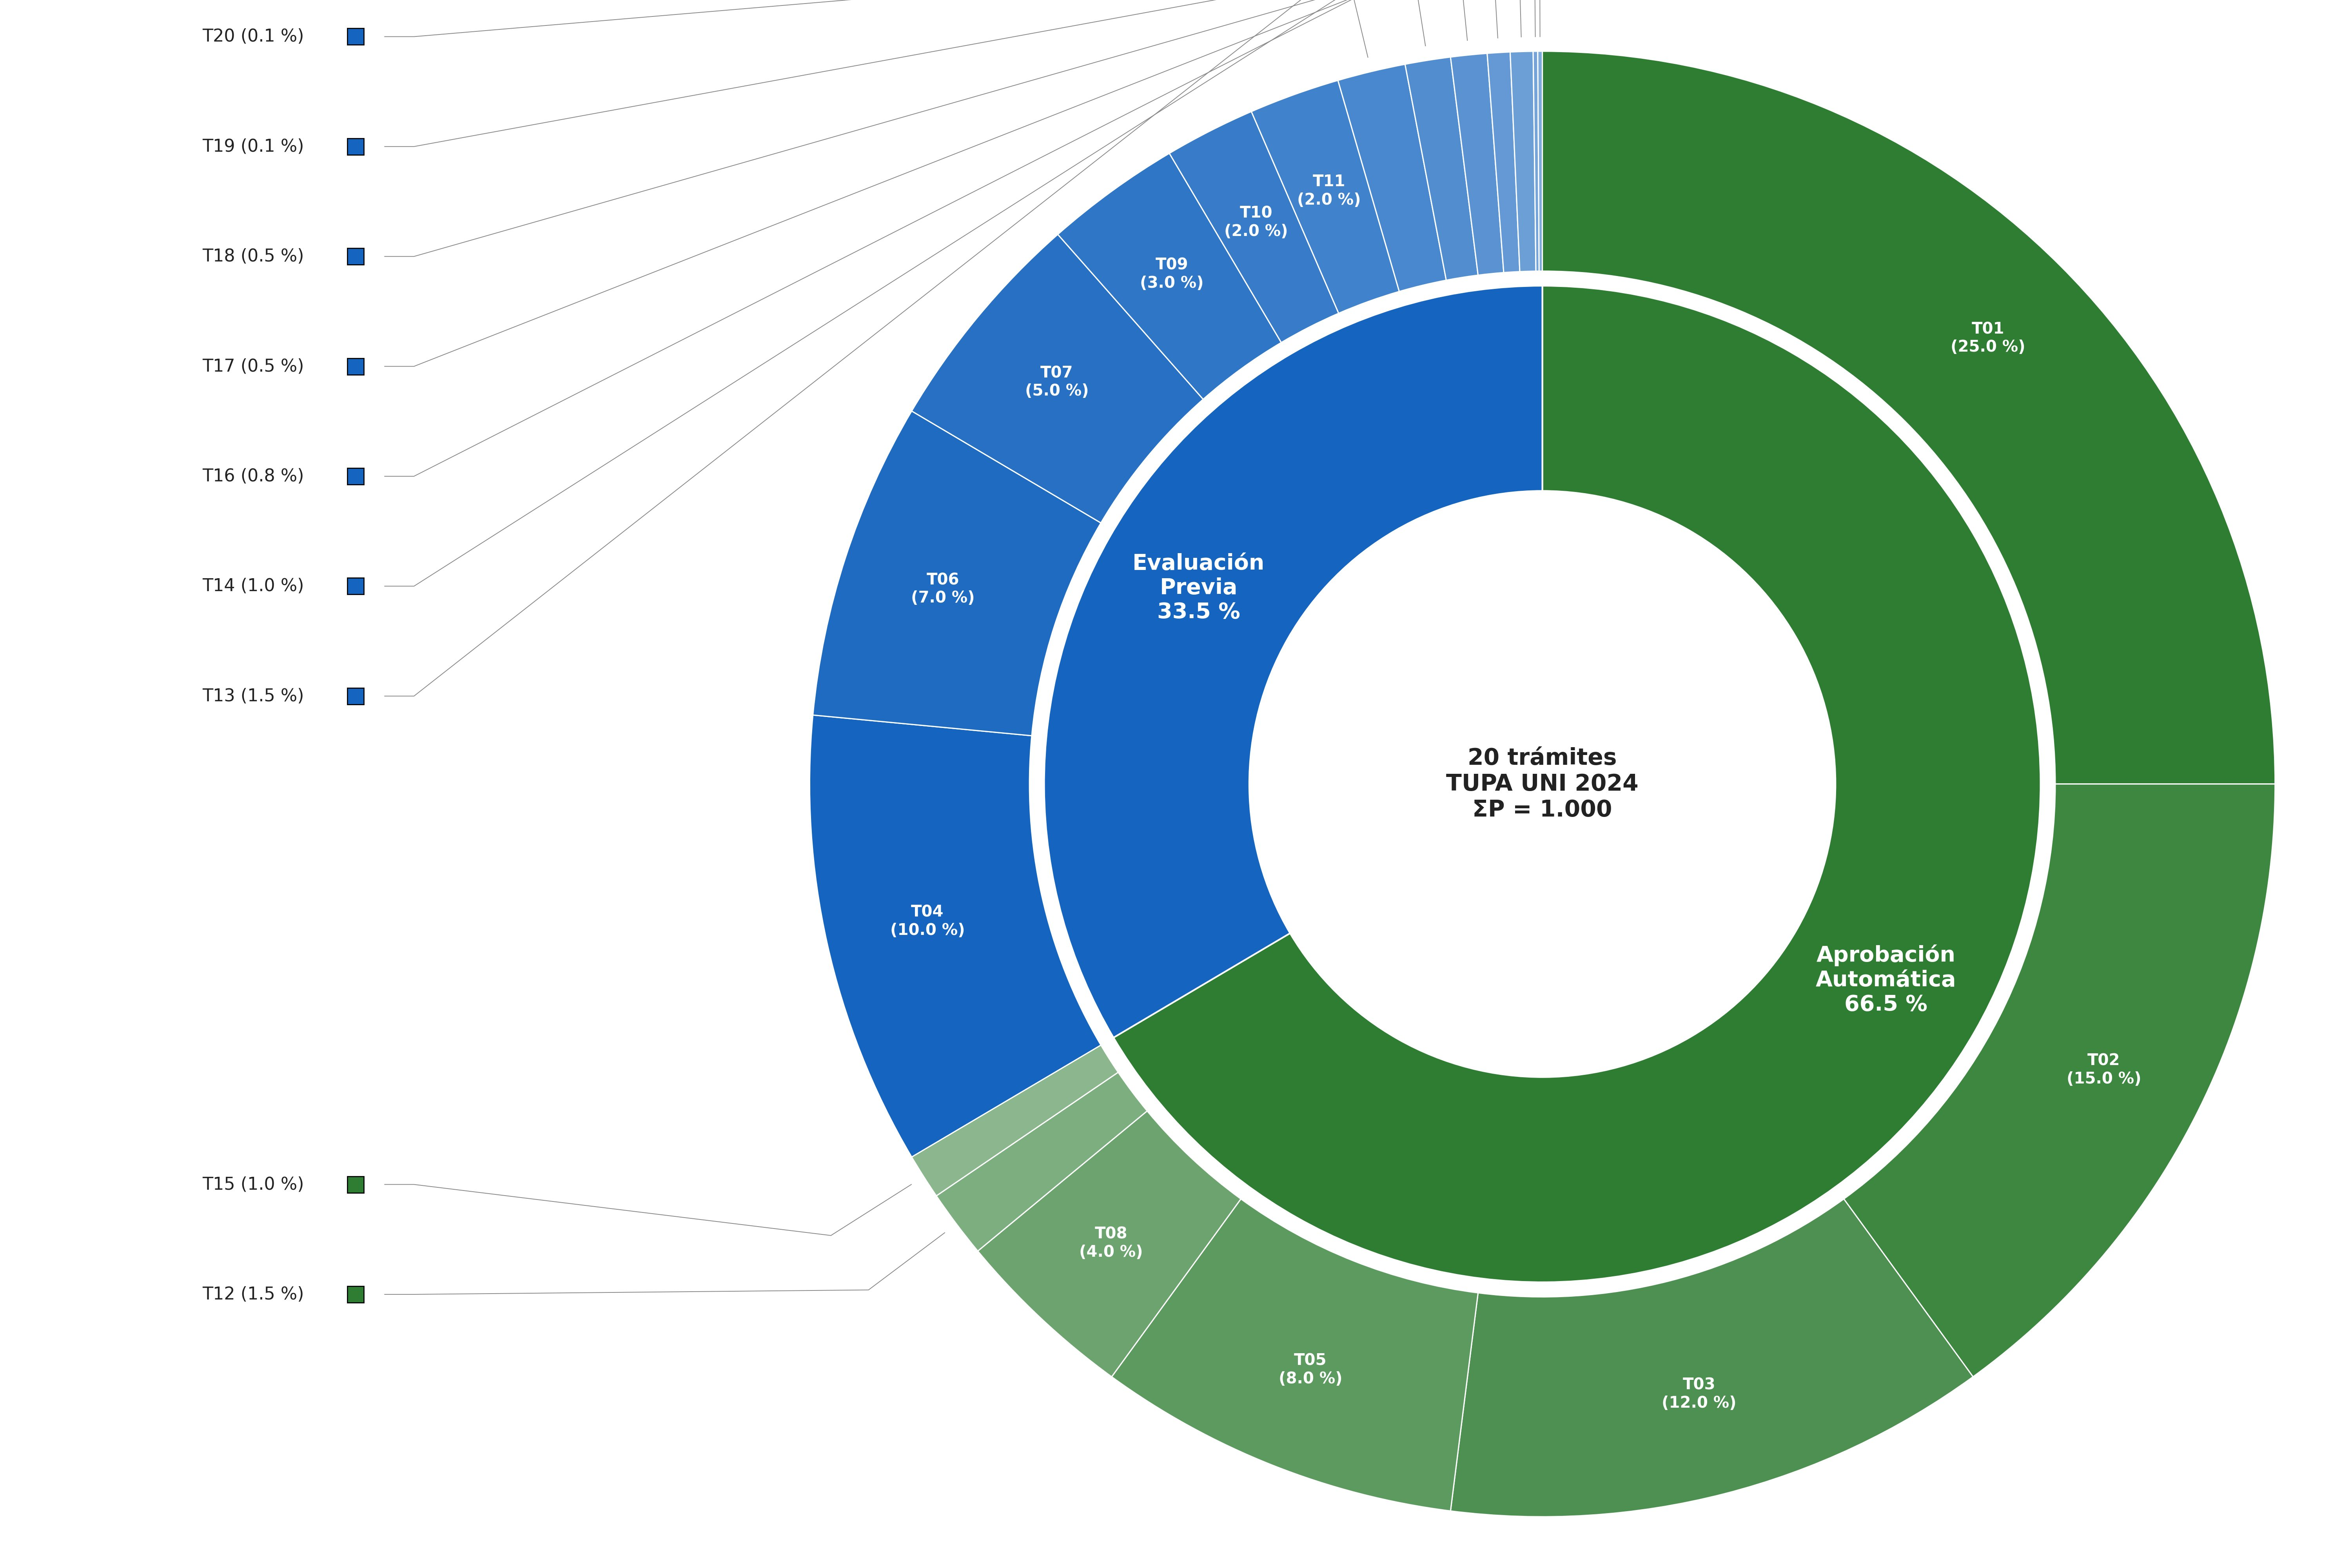 T20 (0.1 %)
T19 (0.1 %)
T18 (0.5 %)
T17 (0.5 %)
T16 (0.8 %)
T14 (1.0 %)
T13 (1.5 %)
T15 (1.0 %)
T12 (1.5 %)
T11
(2.0 %)
T10
(2.0 %)
T09
(3.0 %)
T07
(5.0 %)
T06
(7.0 %)
T04
(10.0 %)
T08
(4.0 %)
T05
(8.0 %)
T03
(12.0 %)
T02
(15.0 %)
T01
(25.0 %)
Evaluación
Previa
33.5 %
20 trámites
TUPA UNI 2024
ΣP = 1.000
Aprobación
Automática
66.5 %